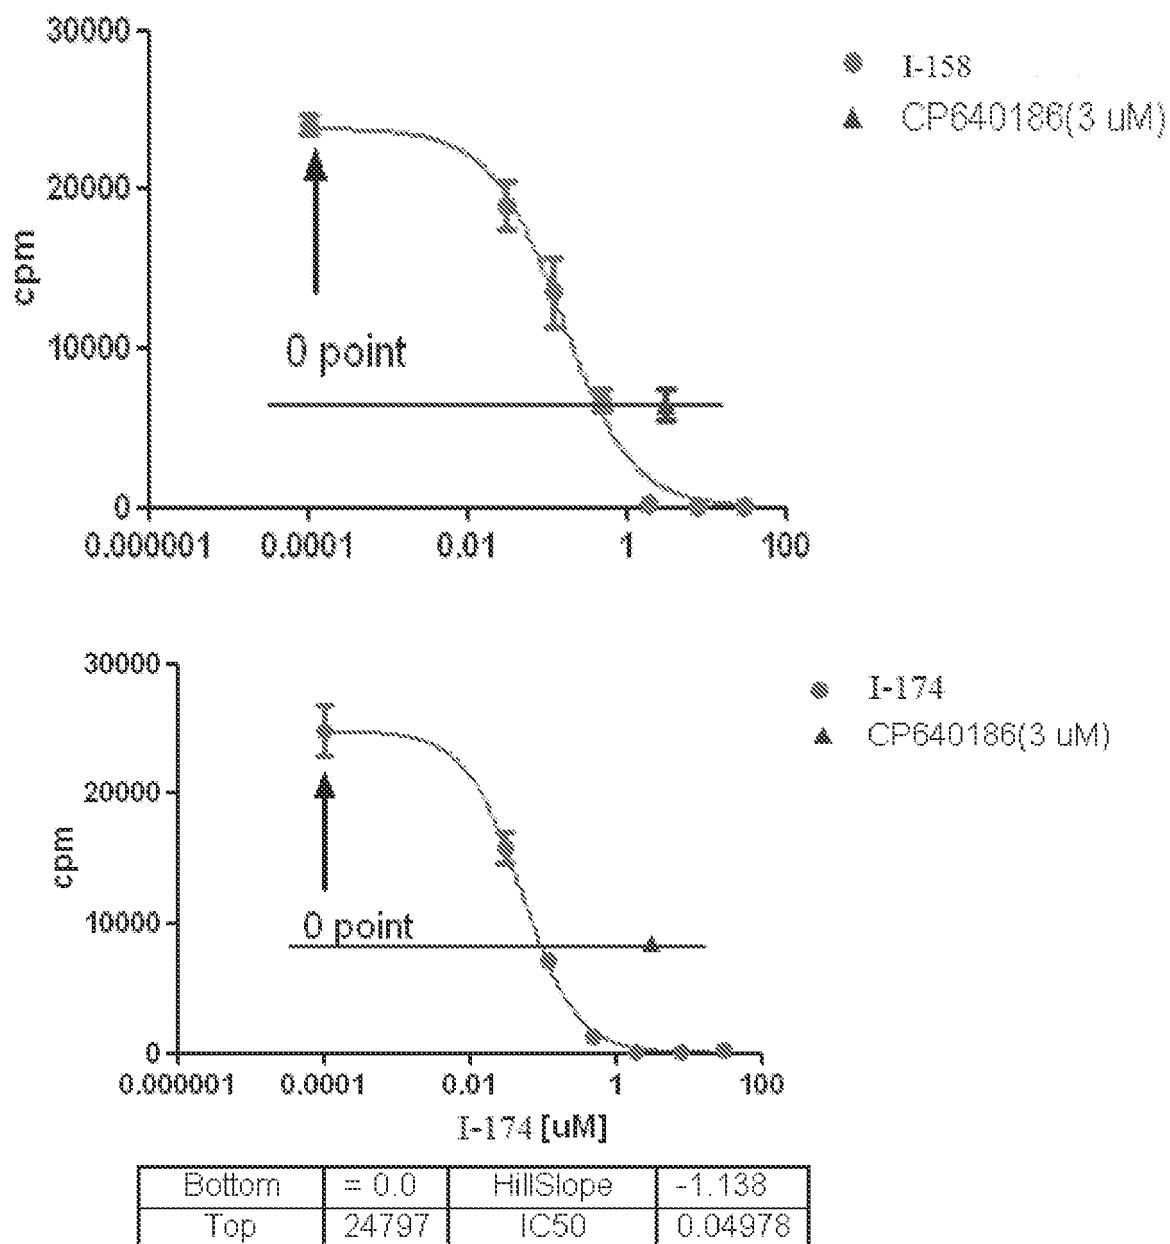 30000
20000
10000
0
cpm
0 point
0.000001 0.0001 0.01 1 100
I-158
CP640186(3 uM)
30000
20000
10000
0
cpm
0 point
0.000001 0.0001 0.01 1 100
I-174 [uM]
I-174
CP640186(3 uM)
Bottom = 0.0 HillSlope -1.138
Top 24797 IC50 0.04978